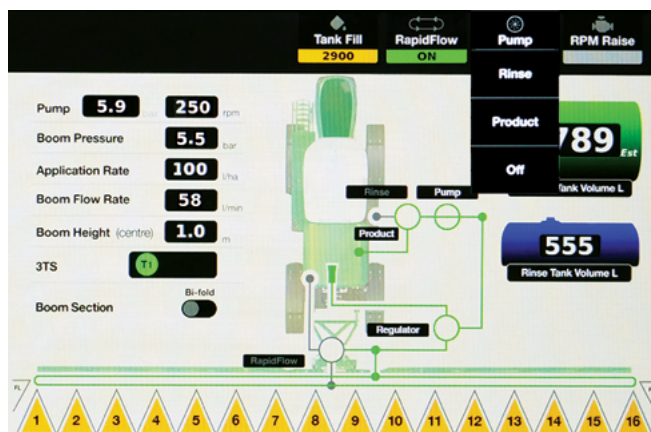 Tank Fill
2900
RapidFlow
ON
Pump
RPM Raise
Rinse
Product
Off
Pump 5.9 bar 250 rpm
Boom Pressure 5.5 bar
Application Rate 100 l/ha
Boom Flow Rate 58 l/min
Boom Height (centre) 1.0 m
3TS T1
Bi-fold
Boom Section
789 Est
Tank Volume L
555
Rinse Tank Volume L
Rinse
Pump
Product
Regulator
RapidFlow
FL
1 2 3 4 5 6 7 8 9 10 11 12 13 14 15 16